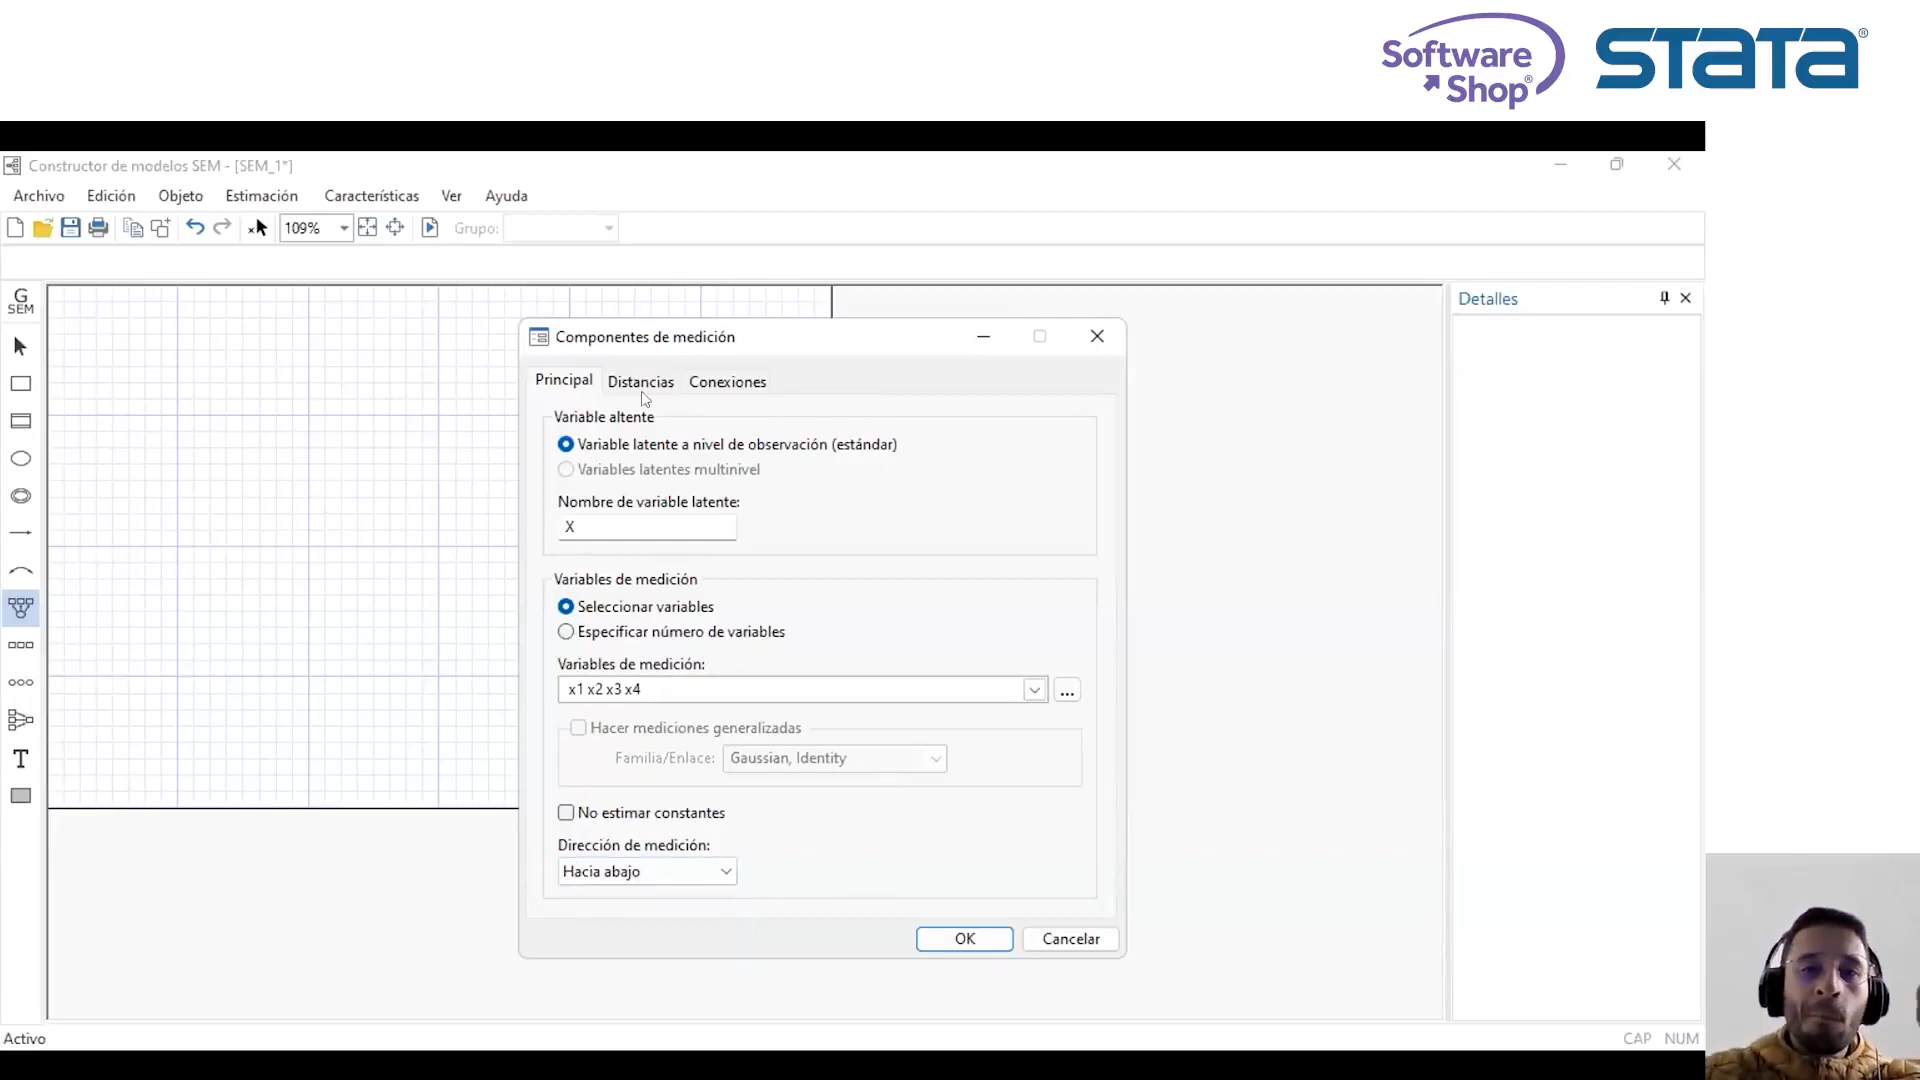 Software
Shop®
STATA®
Constructor de modelos SEM - [SEM_1*]
Archivo Edición Objeto Estimación Características Ver Ayuda
109% Grupo:
G
SEM
Detalles
Componentes de medición
Principal Distancias Conexiones
Variable altente
Variable latente a nivel de observación (estándar)
Variables latentes multinivel
Nombre de variable latente:
X
Variables de medición
Seleccionar variables
Especificar número de variables
Variables de medición:
x1 x2 x3 x4
...
Hacer mediciones generalizadas
Familia/Enlace: Gaussian, Identity
No estimar constantes
Dirección de medición:
Hacia abajo
OK Cancelar
T
Activo
CAP NUM